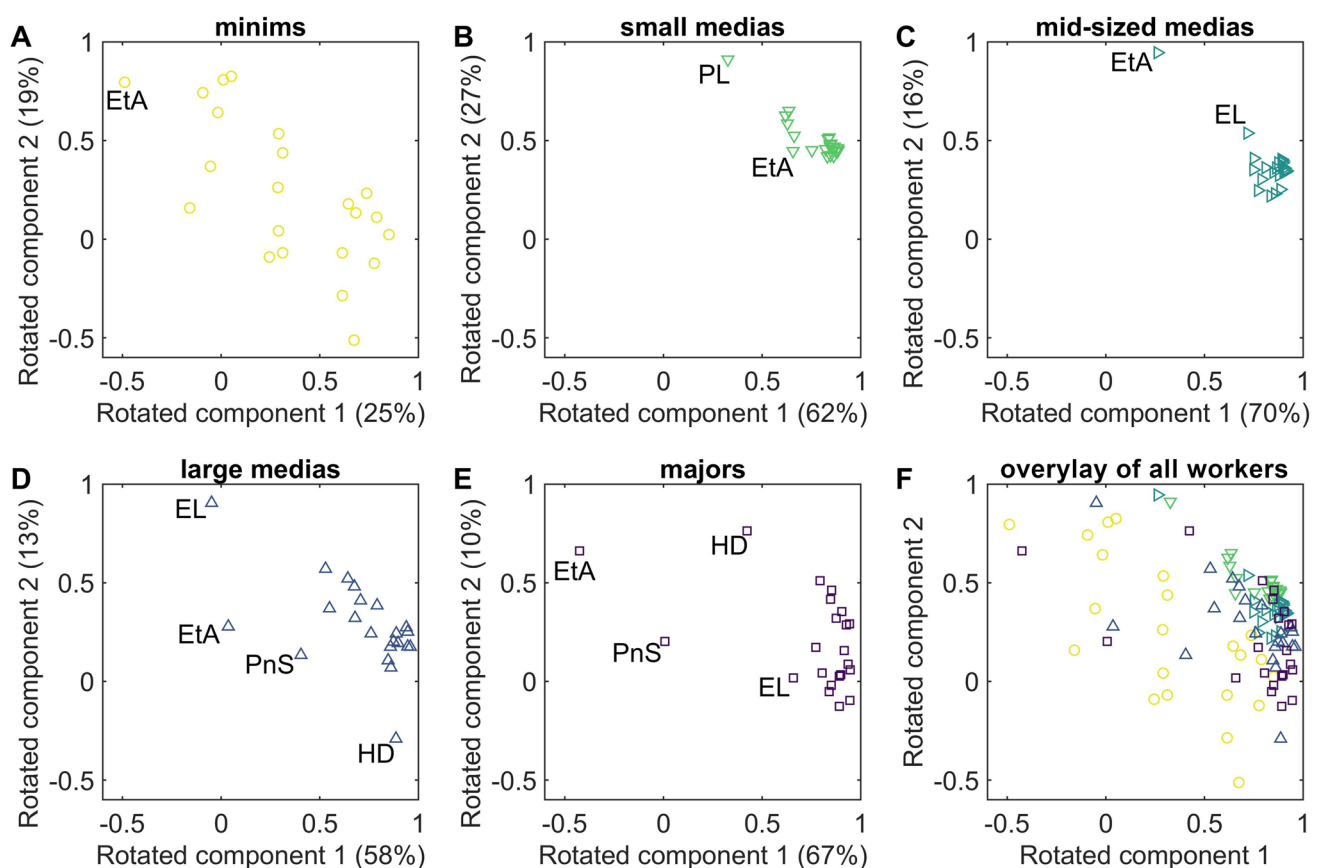 A
minims
Rotated component 2 (19%)
1
0.5
0
-0.5
EtA
-0.5 0 0.5 1
Rotated component 1 (25%)
B
small medias
Rotated component 2 (27%)
1
0.5
0
-0.5
PL
EtA
-0.5 0 0.5 1
Rotated component 1 (62%)
C
mid-sized medias
Rotated component 2 (16%)
1
0.5
0
-0.5
EtA
EL
-0.5 0 0.5 1
Rotated component 1 (70%)
D
large medias
Rotated component 2 (13%)
1
0.5
0
-0.5
EL
EtA
PnS
HD
-0.5 0 0.5 1
Rotated component 1 (58%)
E
majors
Rotated component 2 (10%)
1
0.5
0
-0.5
HD
EtA
PnS
EL
-0.5 0 0.5 1
Rotated component 1 (67%)
F
overylay of all workers
Rotated component 2
1
0.5
0
-0.5
-0.5 0 0.5 1
Rotated component 1